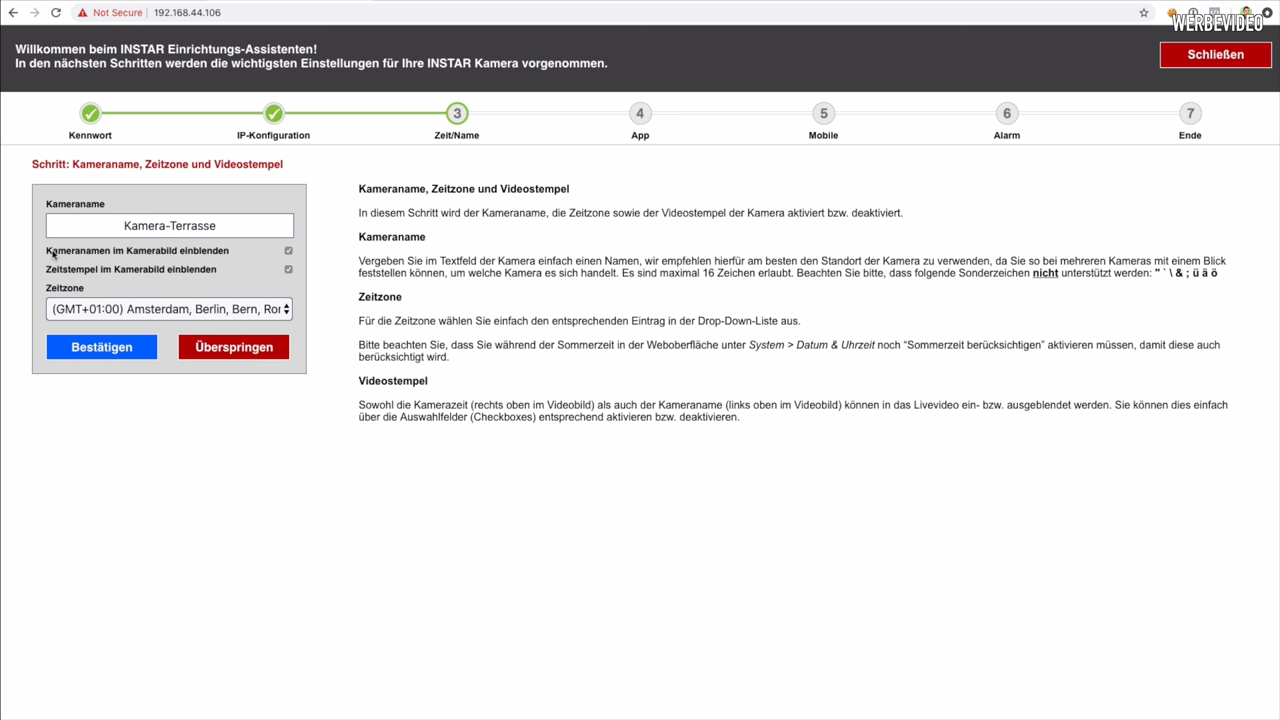 Not Secure
192.168.44.106
WERBEVIDEO
Willkommen beim INSTAR Einrichtungs-Assistenten!
In den nächsten Schritten werden die wichtigsten Einstellungen für Ihre INSTAR Kamera vorgenommen.
Schließen
3
4
5
6
7
Kennwort
IP-Konfiguration
Zeit/Name
App
Mobile
Alarm
Ende
Schritt: Kameraname, Zeitzone und Videostempel
Kameraname
Kamera-Terrasse
Kameranamen im Kamerabild einblenden
Zeitstempel im Kamerabild einblenden
Zeitzone
(GMT+01:00) Amsterdam, Berlin, Bern, Ror
Bestätigen
Überspringen
Kameraname, Zeitzone und Videostempel
In diesem Schritt wird der Kameraname, die Zeitzone sowie der Videostempel der Kamera aktiviert bzw. deaktiviert.
Kameraname
Vergeben Sie im Textfeld der Kamera einfach einen Namen, wir empfehlen hierfür am besten den Standort der Kamera zu verwenden, da Sie so bei mehreren Kameras mit einem Blick
feststellen können, um welche Kamera es sich handelt. Es sind maximal 16 Zeichen erlaubt. Beachten Sie bitte, dass folgende Sonderzeichen nicht unterstützt werden: " ` \ & ; ü ä ö
Zeitzone
Für die Zeitzone wählen Sie einfach den entsprechenden Eintrag in der Drop-Down-Liste aus.
Bitte beachten Sie, dass Sie während der Sommerzeit in der Weboberfläche unter System > Datum & Uhrzeit noch “Sommerzeit berücksichtigen” aktivieren müssen, damit diese auch
berücksichtigt wird.
Videostempel
Sowohl die Kamerazeit (rechts oben im Videobild) als auch der Kameraname (links oben im Videobild) können in das Livevideo ein- bzw. ausgeblendet werden. Sie können dies einfach
über die Auswahlfelder (Checkboxes) entsprechend aktivieren bzw. deaktivieren.